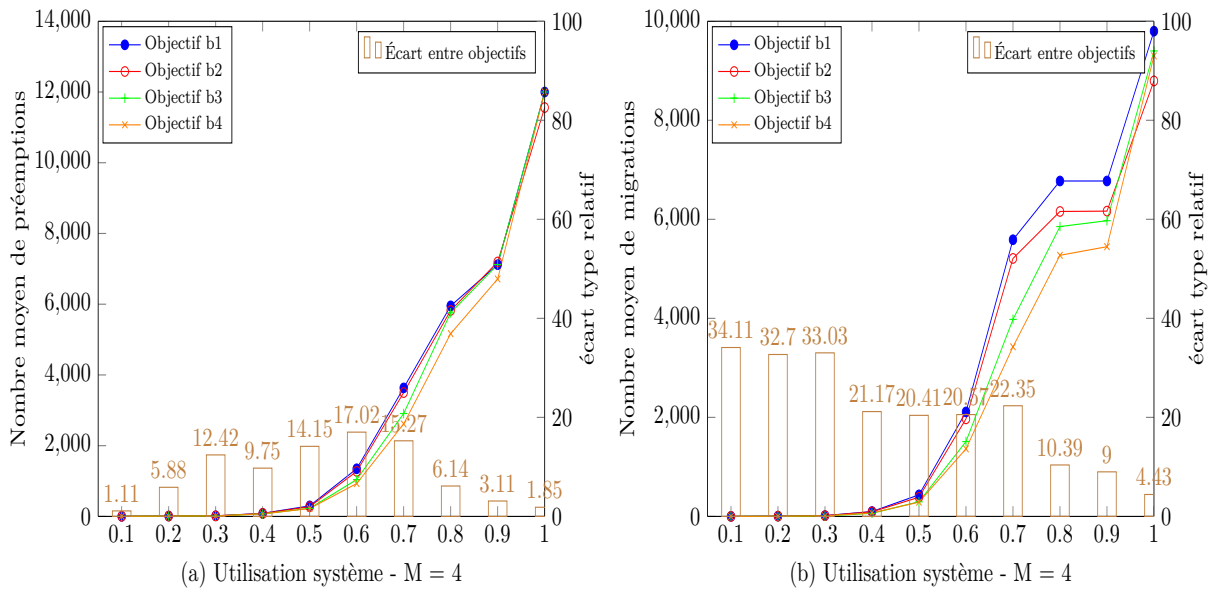 14,000
12,000
10,000
8,000
6,000
4,000
2,000
0
Nombre moyen de préemptions
Objectif b1
Objectif b2
Objectif b3
Objectif b4
Écart entre objectifs
1.11
5.88
12.42
9.75
14.15
17.02
15.27
6.14
3.11
1.85
100
80
60
40
20
0
écart type relatif
0.1 0.2 0.3 0.4 0.5 0.6 0.7 0.8 0.9 1
(a) Utilisation système - M = 4
10,000
8,000
6,000
4,000
2,000
0
Nombre moyen de migrations
Objectif b1
Objectif b2
Objectif b3
Objectif b4
Écart entre objectifs
34.11
32.7
33.03
21.17
20.41
20.57
22.35
10.39
9
4.43
100
80
60
40
20
0
écart type relatif
0.1 0.2 0.3 0.4 0.5 0.6 0.7 0.8 0.9 1
(b) Utilisation système - M = 4